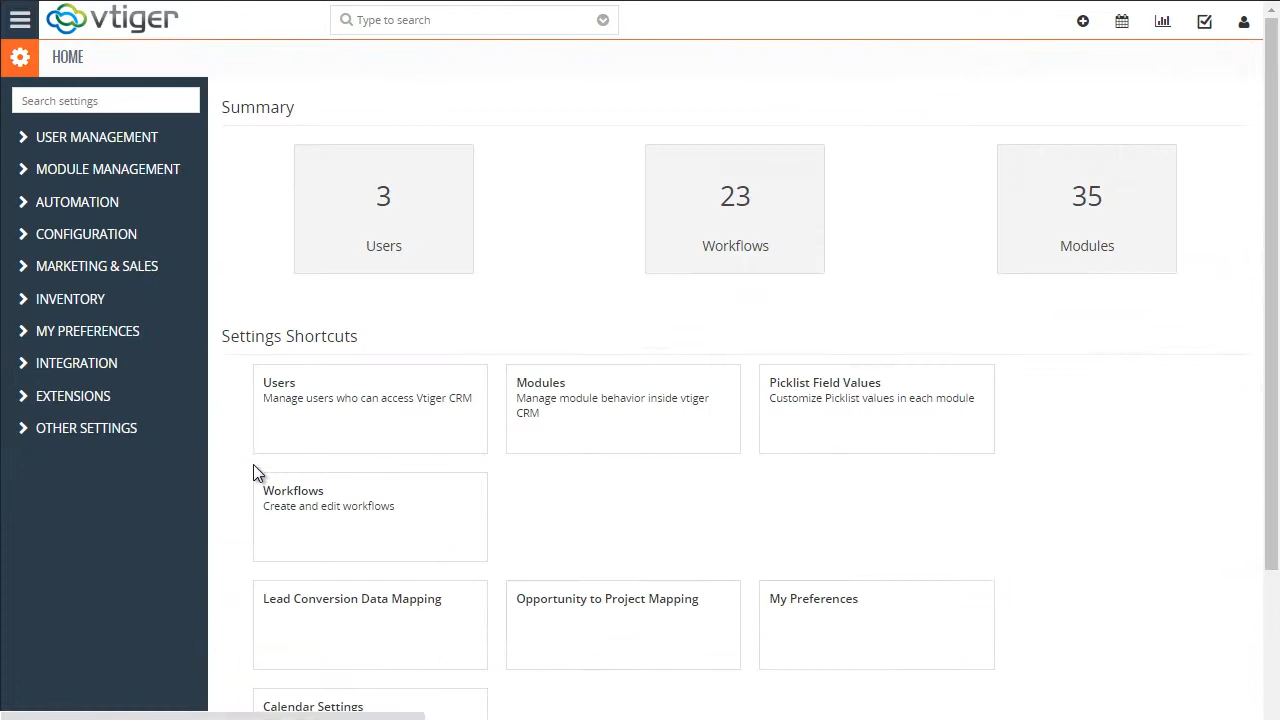 vtiger
Type to search
HOME
Search settings
USER MANAGEMENT
MODULE MANAGEMENT
AUTOMATION
CONFIGURATION
MARKETING & SALES
INVENTORY
MY PREFERENCES
INTEGRATION
EXTENSIONS
OTHER SETTINGS
Summary
3
Users
23
Workflows
35
Modules
Settings Shortcuts
Users
Manage users who can access Vtiger CRM
Modules
Manage module behavior inside vtiger
CRM
Picklist Field Values
Customize Picklist values in each module
Workflows
Create and edit workflows
Lead Conversion Data Mapping
Opportunity to Project Mapping
My Preferences
Calendar Settings